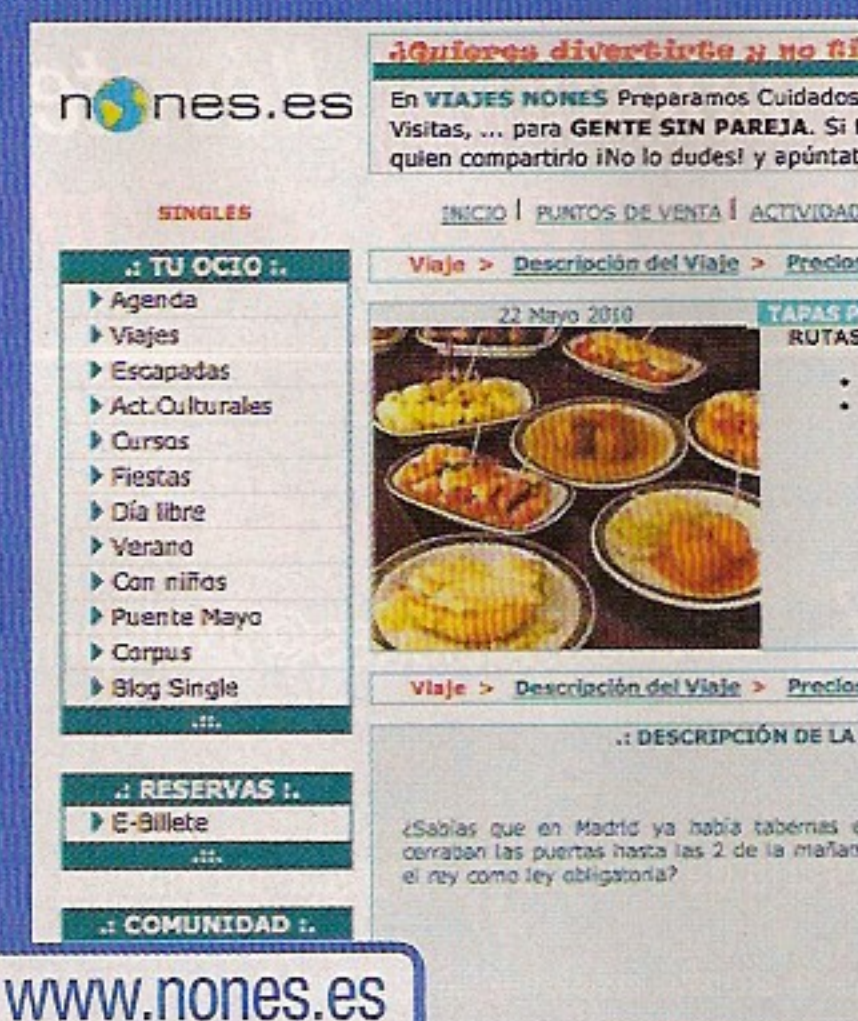 nones.es
¿Quieres divertirte y no ti
En VIAJES NONES Preparamos Cuidados
Visitas, ... para GENTE SIN PAREJA. Si
quien compartirlo ¡No lo dudes! y apúntat
SINGLES
INICIO | PUNTOS DE VENTA | ACTIVIDAD
.: TU OCIO :.
Agenda
Viajes
Escapadas
Act.Culturales
Cursos
Fiestas
Día libre
Verano
Con niños
Puente Mayo
Corpus
Blog Single
.::.
.: RESERVAS :.
E-Billete
.::.
.: COMUNIDAD :.
Viaje > Descripción del Viaje > Precios
22 Mayo 2010
TAPAS P
RUTAS
Viaje > Descripción del Viaje > Precios
.: DESCRIPCIÓN DE LA
¿Sabías que en Madrid ya había tabernas
cerraban las puertas hasta las 2 de la mañan
el rey como ley obligatoria?
www.nones.es